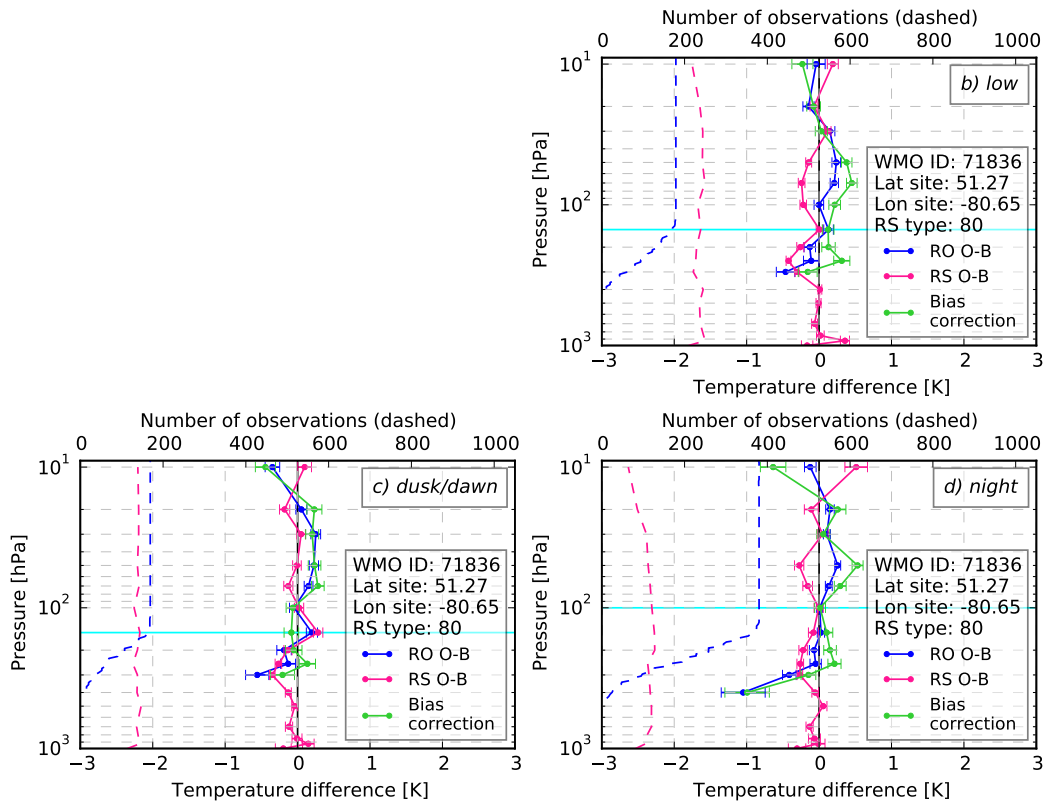 Number of observations (dashed)
0 200 400 600 800 1000
10¹
10²
10³
Pressure [hPa]
b) low
WMO ID: 71836
Lat site: 51.27
Lon site: -80.65
RS type: 80
RO O-B
RS O-B
Bias
correction
−3 −2 −1 0 1 2 3
Temperature difference [K]
Number of observations (dashed)
0 200 400 600 800 1000
10¹
10²
10³
Pressure [hPa]
c) dusk/dawn
WMO ID: 71836
Lat site: 51.27
Lon site: -80.65
RS type: 80
RO O-B
RS O-B
Bias
correction
−3 −2 −1 0 1 2 3
Temperature difference [K]
Number of observations (dashed)
0 200 400 600 800 1000
10¹
10²
10³
Pressure [hPa]
d) night
WMO ID: 71836
Lat site: 51.27
Lon site: -80.65
RS type: 80
RO O-B
RS O-B
Bias
correction
−3 −2 −1 0 1 2 3
Temperature difference [K]